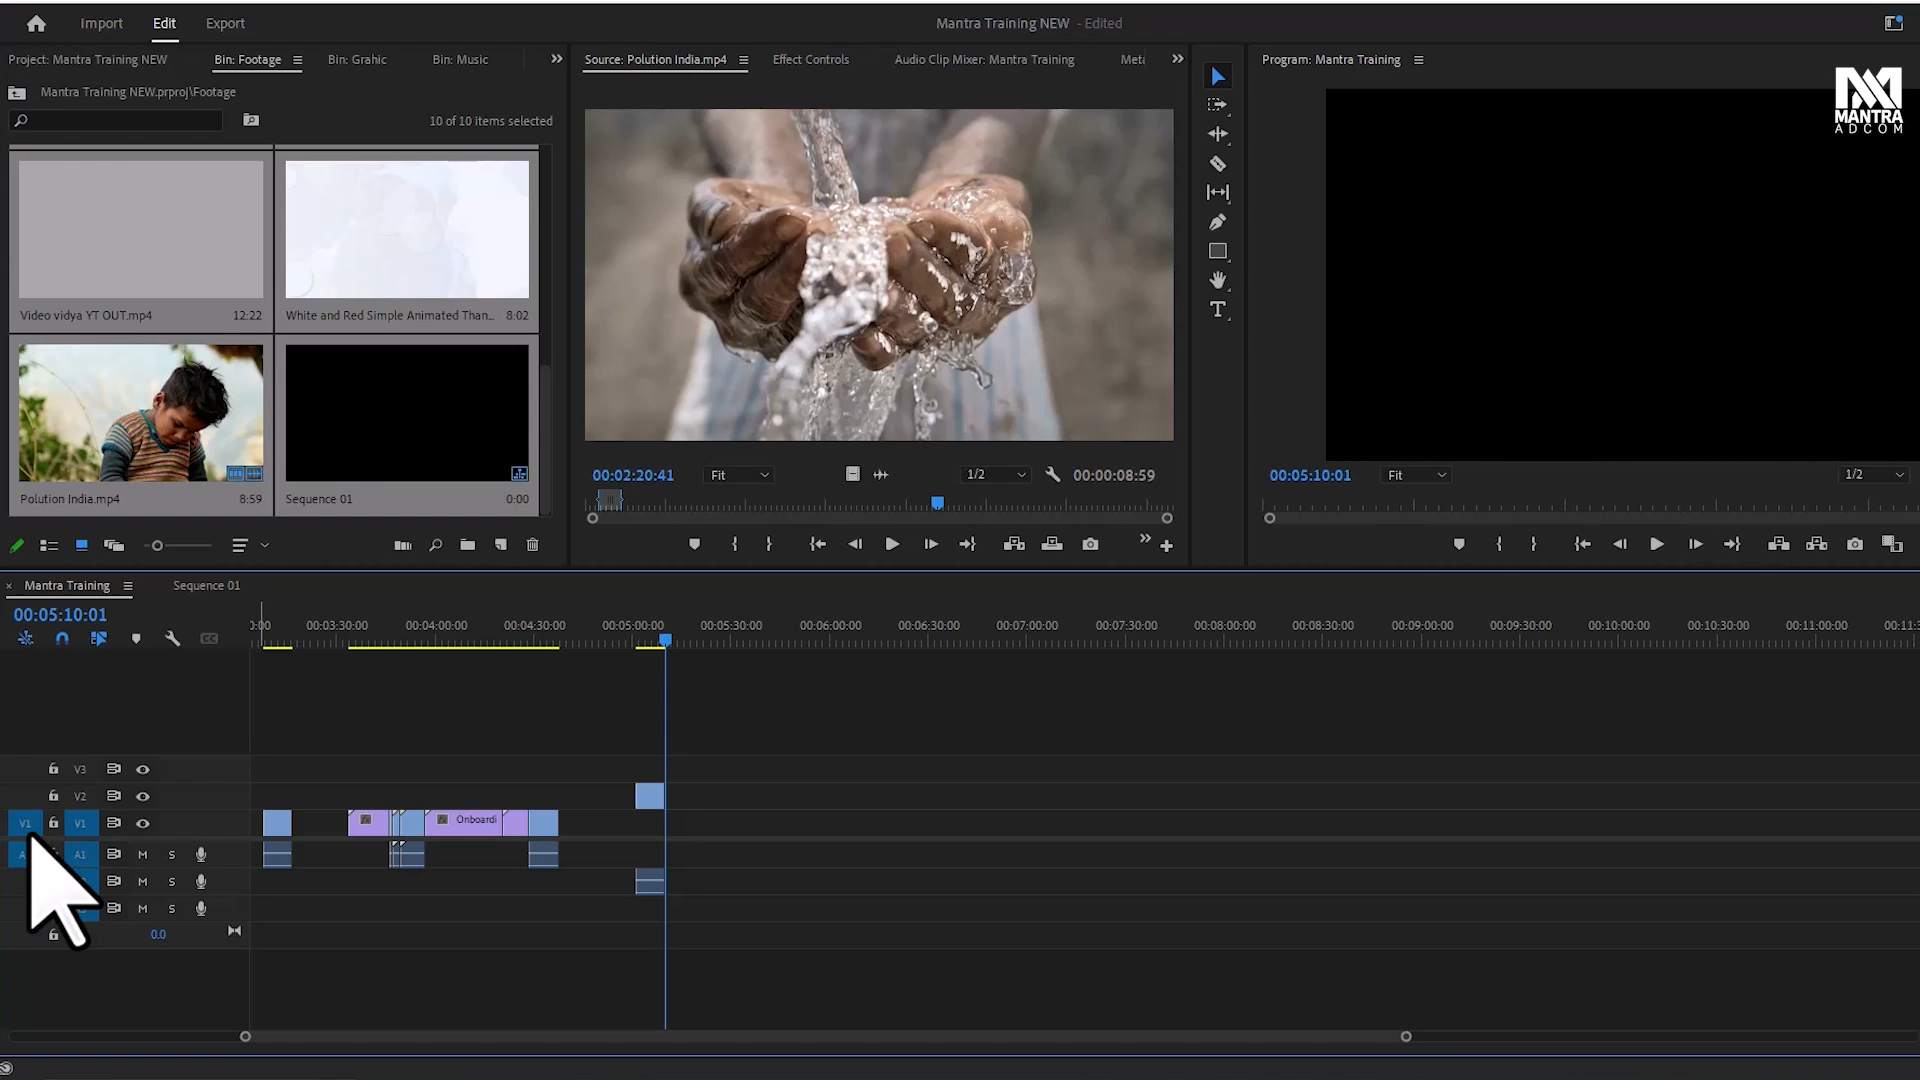 Import Edit Export
Mantra Training NEW - Edited
Project: Mantra Training NEW Bin: Footage Bin: Grahic Bin: Music
Source: Polution India.mp4 Effect Controls Audio Clip Mixer: Mantra Training
Program: Mantra Training
MANTRA
ADCOM
Mantra Training NEW.prproj\Footage
10 of 10 items selected
Video vidya YT OUT.mp4 12:22
White and Red Simple Animated Than... 8:02
Polution India.mp4 8:59
Sequence 01 0:00
00:02:20:41 Fit 1/2 00:00:08:59
00:05:10:01 Fit 1/2
Mantra Training Sequence 01
00:05:10:01
00:03:30:00 00:04:00:00 00:04:30:00 00:05:00:00 00:05:30:00 00:06:00:00 00:06:30:00 00:07:00:00 00:07:30:00 00:08:00:00 00:08:30:00 00:09:00:00 00:09:30:00 00:10:00:00 00:10:30:00 00:11:00:00
V3
V2
V1 V1
fx fx Onboardi
A1 M S
M S
M S
0.0